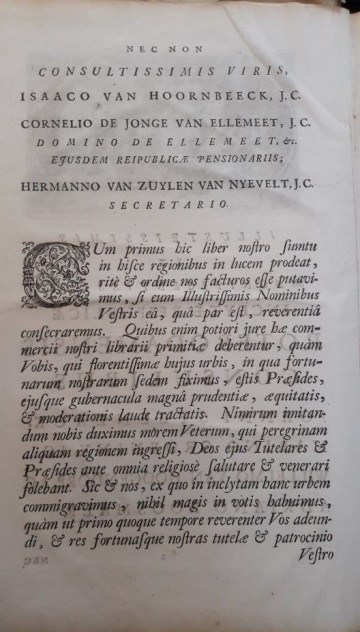 NEC NON
CONSULTISSIMIS VIRIS,
ISAACO VAN HOORNBEECK, J.C.
CORNELIO DE JONGE VAN ELLEMEET, J.C.
DOMINO DE ELLEMEET, &c.
EJUSDEM REIPUBLICÆ PENSIONARIIS;
HERMANNO VAN ZUYLEN VAN NYEVELT, J.C.
SECRETARIO.
CUm primus hic liber nostro sumtu
in hisce regionibus in lucem prodeat,
ritè & ordine nos facturos esse putavi-
mus, si eum Illustrissimis Nominibus
Vestris eâ, quâ par est, reverentiâ
consecraremus. Quibus enim potiori jure hæ com-
mercii nostri librarii primitiæ deberentur, quàm
Vobis, qui florentissimæ hujus urbis, in qua fortu-
narum nostrarum sedem fiximus, estis Præsides,
ejusque gubernacula magnâ prudentiæ, æquitatis,
& moderationis laude tractatis. Nimirum imitan-
dum nobis duximus morem Veterum, qui peregrinam
aliquam regionem ingressi, Deos ejus Tutelares &
Præsides ante omnia religiosè salutare & venerari
solebant. Sic & nos, ex quo in inclytam hanc urbem
commigravimus, nihil magis in votis habuimus,
quàm ut primo quoque tempore reverenter Vos adeun-
di, & res fortunasque nostras tutelæ & patrocinio
Vestro